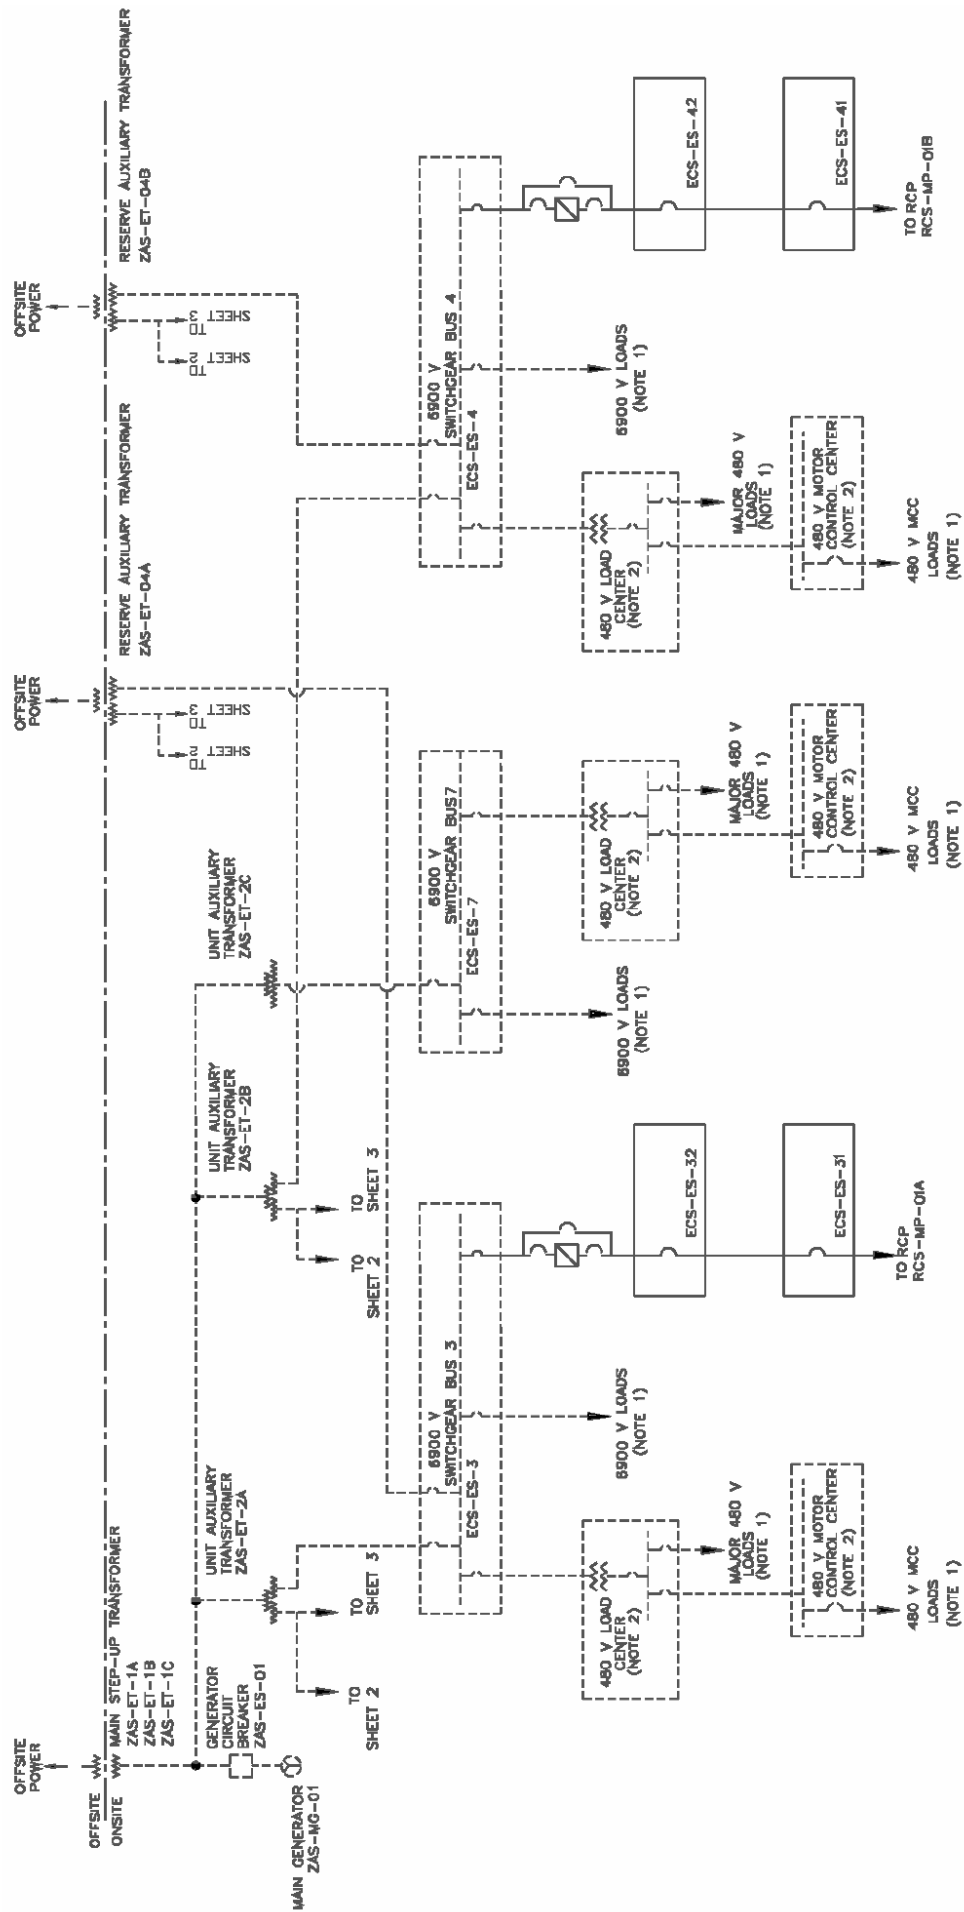 OFFSITE
POWER
OFFSITE
ONSITE
MAIN STEP-UP TRANSFORMER
ZAS-ET-1A
ZAS-ET-1B
ZAS-ET-1C
GENERATOR
CIRCUIT
BREAKER
ZAS-ES-01
MAIN GENERATOR
ZAS-MG-01
UNIT AUXILIARY
TRANSFORMER
ZAS-ET-2A
TO
SHEET 2
TO
SHEET 3
UNIT AUXILIARY
TRANSFORMER
ZAS-ET-2B
TO
SHEET 2
TO
SHEET 3
UNIT AUXILIARY
TRANSFORMER
ZAS-ET-2C
OFFSITE
POWER
RESERVE AUXILIARY TRANSFORMER
ZAS-ET-04A
TO
SHEET 2
TO
SHEET 3
OFFSITE
POWER
RESERVE AUXILIARY TRANSFORMER
ZAS-ET-04B
TO
SHEET 2
TO
SHEET 3
6900 V
SWITCHGEAR BUS 3
ECS-ES-3
6900 V LOADS
(NOTE 1)
480 V LOAD
CENTER
(NOTE 2)
MAJOR 480 V
LOADS
(NOTE 1)
480 V MOTOR
CONTROL CENTER
(NOTE 2)
480 V MCC
LOADS
(NOTE 1)
ECS-ES-32
ECS-ES-31
TO RCP
RCS-MP-01A
6900 V
SWITCHGEAR BUS7
ECS-ES-7
6900 V LOADS
(NOTE 1)
480 V LOAD
CENTER
(NOTE 2)
MAJOR 480 V
LOADS
(NOTE 1)
480 V MOTOR
CONTROL CENTER
(NOTE 2)
480 V MCC
LOADS
(NOTE 1)
6900 V
SWITCHGEAR BUS 4
ECS-ES-4
6900 V LOADS
(NOTE 1)
480 V LOAD
CENTER
(NOTE 2)
MAJOR 480 V
LOADS
(NOTE 1)
480 V MOTOR
CONTROL CENTER
(NOTE 2)
480 V MCC
LOADS
(NOTE 1)
ECS-ES-42
ECS-ES-41
TO RCP
RCS-MP-01B